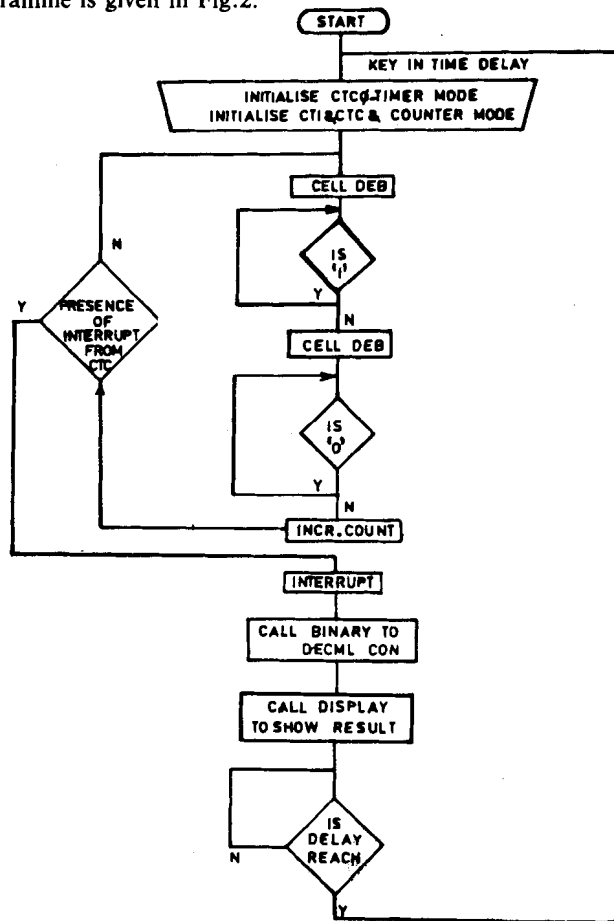 ramme is given in Fig.2.
START
KEY IN TIME DELAY
INITIALISE CTCØ-TIMER MODE
INITIALISE CTI&CTC& COUNTER MODE
CELL DEB
IS
'1'
Y
N
CELL DEB
IS
'0'
Y
N
INCR.COUNT
N
Y
PRESENCE
OF
INTERRUPT
FROM
CTC
INTERRUPT
CALL BINARY TO
DECML CON
CALL DISPLAY
TO SHOW RESULT
IS
DELAY
REACH
N
Y